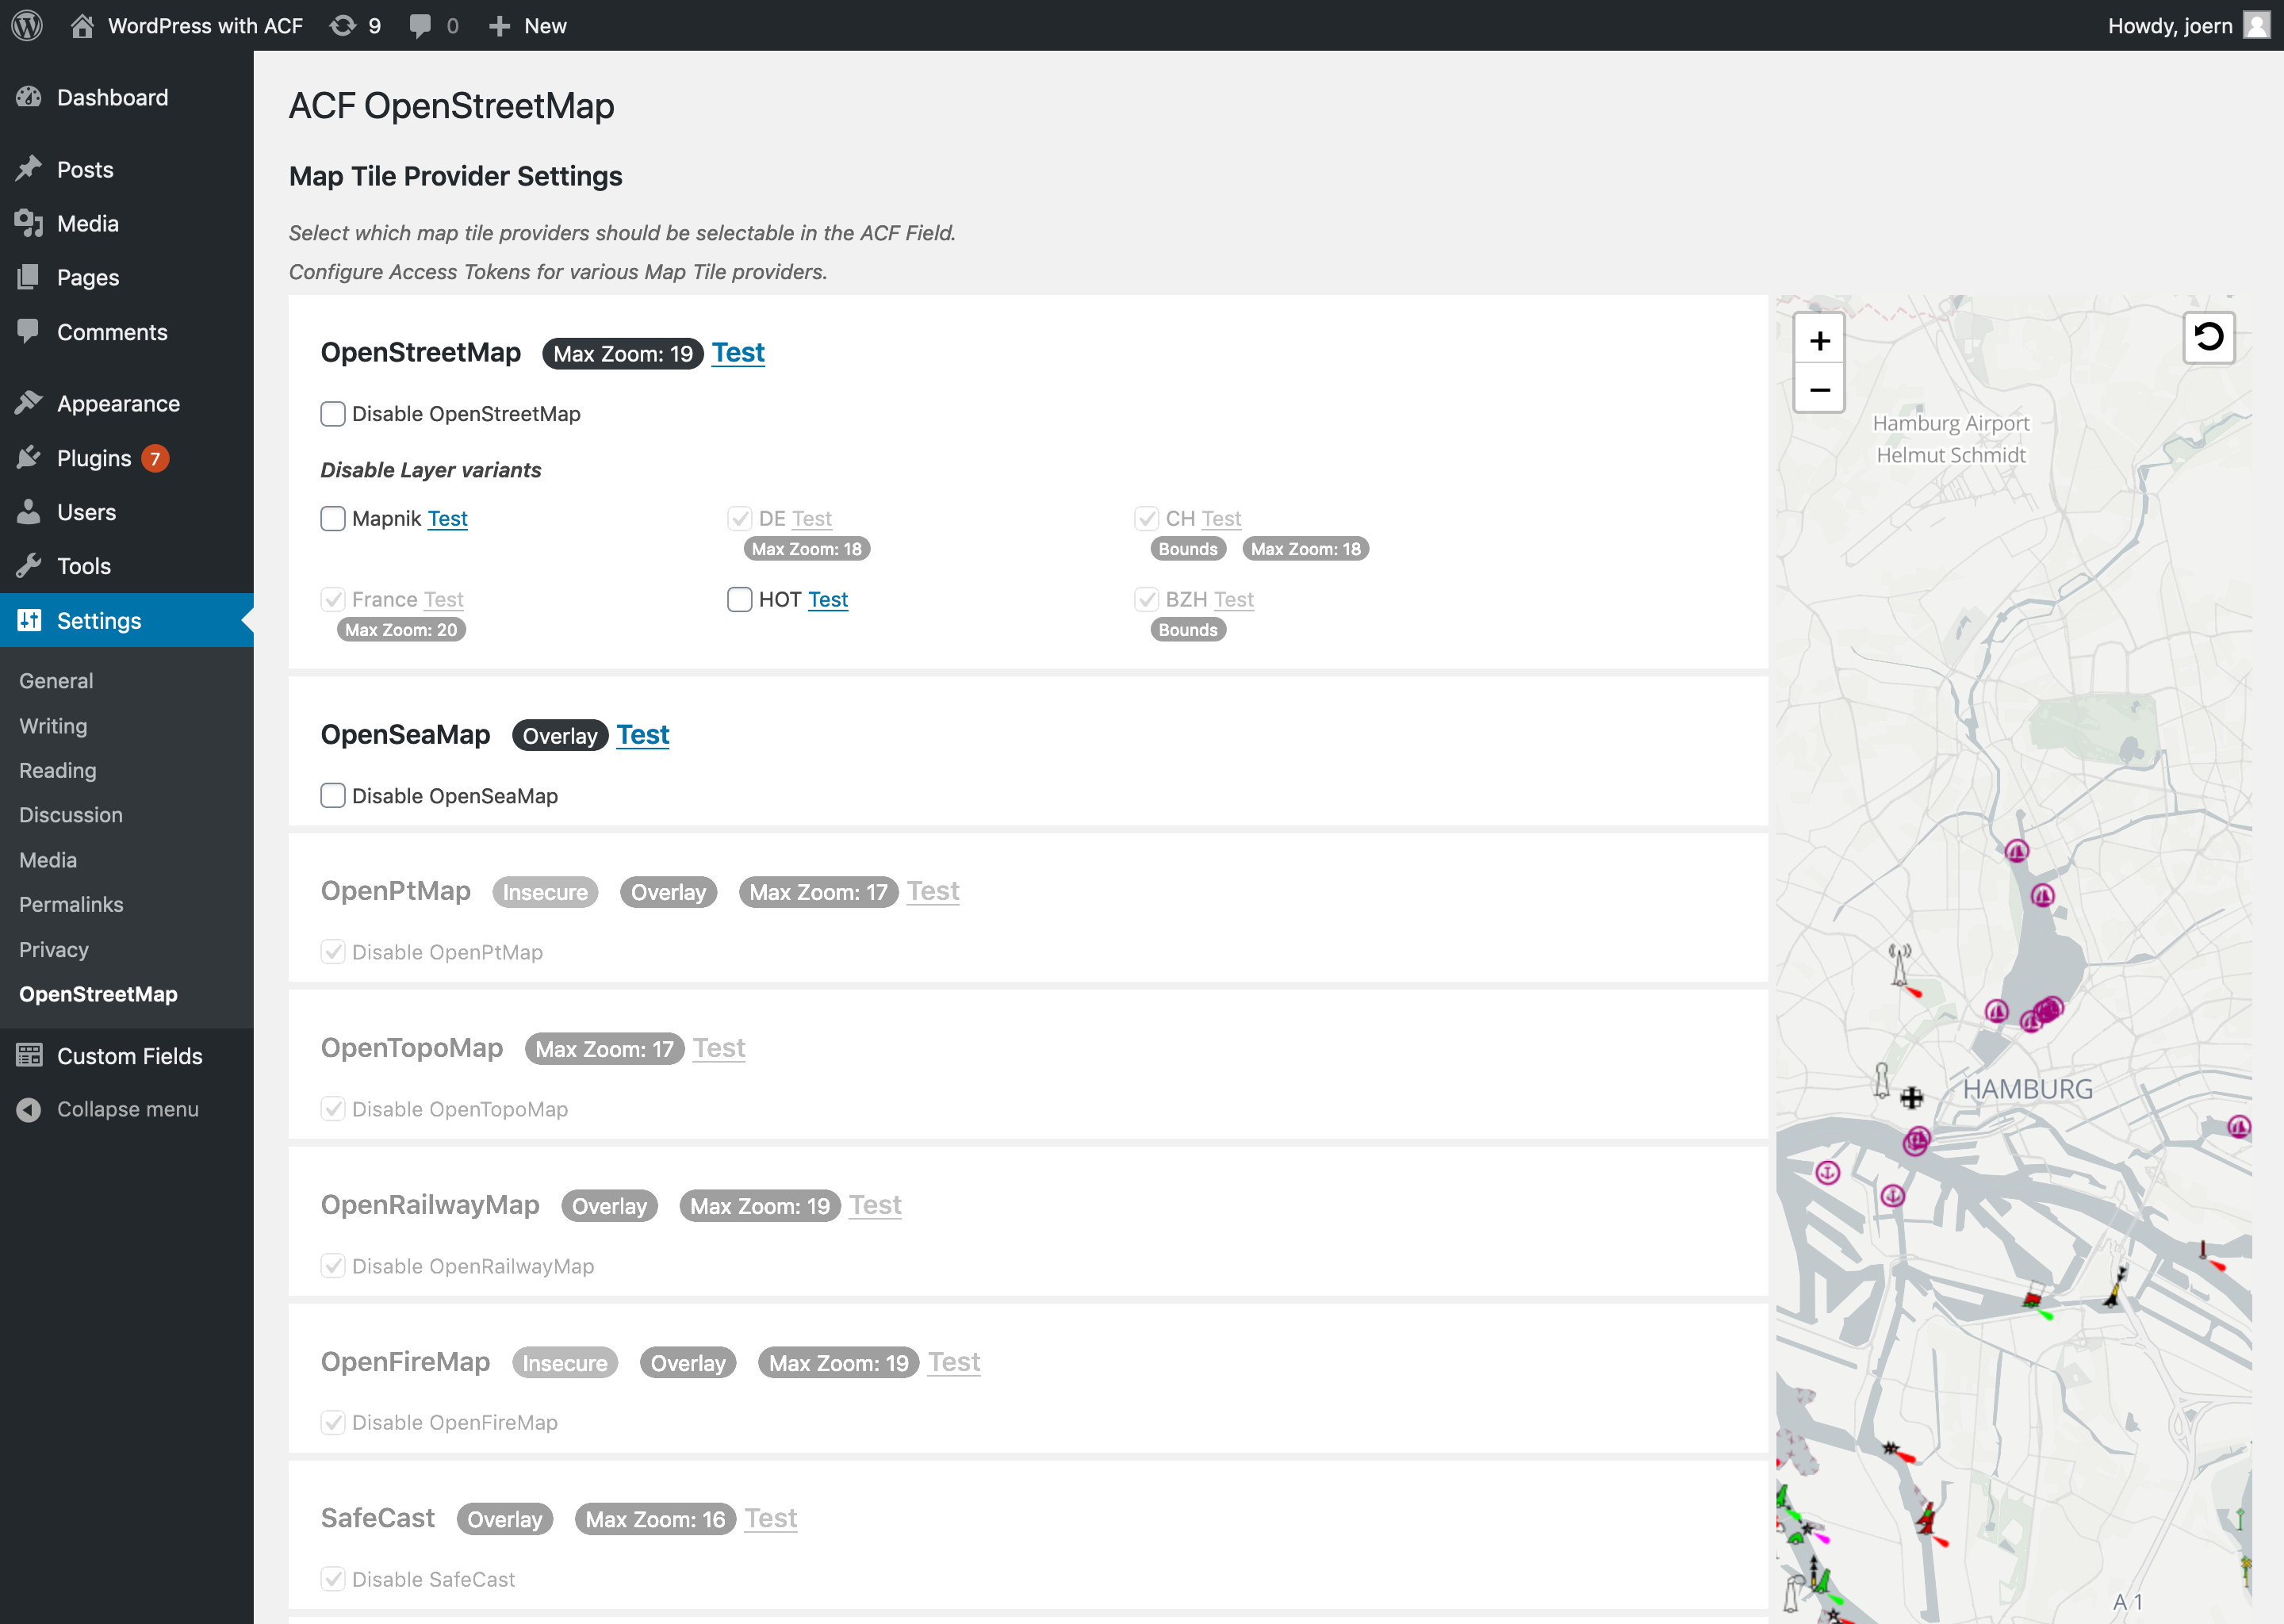 WordPress with ACF 9 0 New Howdy, joern
Dashboard
Posts
Media
Pages
Comments
Appearance
Plugins 7
Users
Tools
Settings
General
Writing
Reading
Discussion
Media
Permalinks
Privacy
OpenStreetMap
Custom Fields
Collapse menu
ACF OpenStreetMap
Map Tile Provider Settings
Select which map tile providers should be selectable in the ACF Field.
Configure Access Tokens for various Map Tile providers.
OpenStreetMap Max Zoom: 19 Test
Disable OpenStreetMap
Disable Layer variants
Mapnik Test
DE Test
Max Zoom: 18
CH Test
Bounds Max Zoom: 18
France Test
Max Zoom: 20
HOT Test
BZH Test
Bounds
OpenSeaMap Overlay Test
Disable OpenSeaMap
OpenPtMap Insecure Overlay Max Zoom: 17 Test
Disable OpenPtMap
OpenTopoMap Max Zoom: 17 Test
Disable OpenTopoMap
OpenRailwayMap Overlay Max Zoom: 19 Test
Disable OpenRailwayMap
OpenFireMap Insecure Overlay Max Zoom: 19 Test
Disable OpenFireMap
SafeCast Overlay Max Zoom: 16 Test
Disable SafeCast
+
−
Hamburg Airport
Helmut Schmidt
HAMBURG
A 1